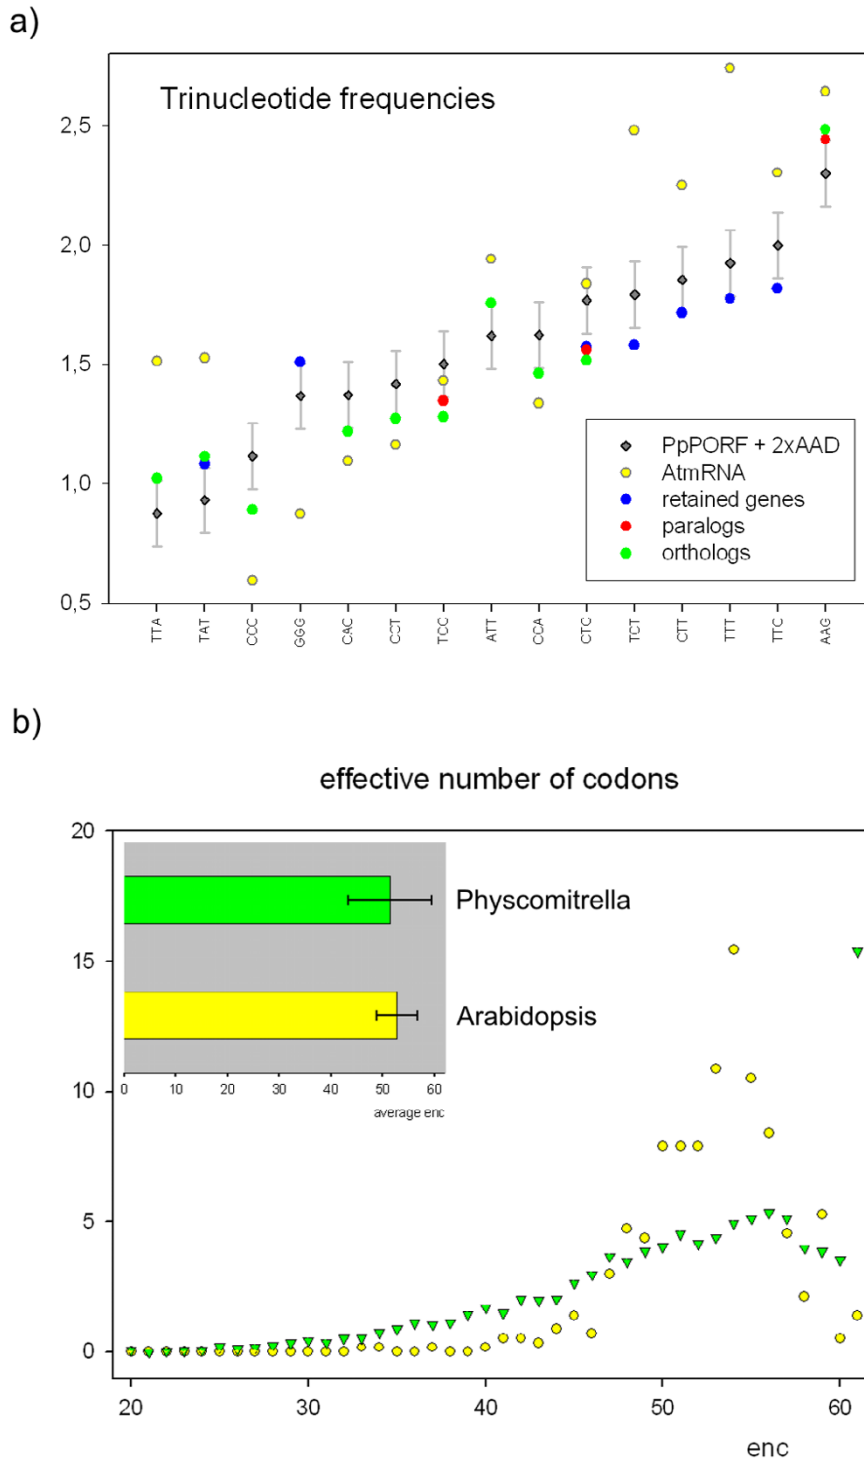 a)
Trinucleotide frequencies
2,5
2,0
1,5
1,0
0,5
PpPORF + 2xAAD
AtmRNA
retained genes
paralogs
orthologs
TTA TAT CCC GGG CAC CCT TCC ATT CCA CTC TCT CTT TTT TTC AAG
b)
effective number of codons
20
15
10
5
0
Physcomitrella
Arabidopsis
0 10 20 30 40 50 60
average enc
20 30 40 50 60
enc